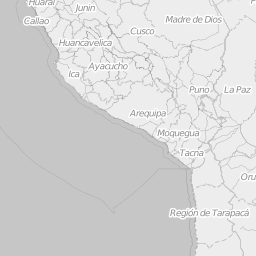 Huaral
Junin
Madre de Dios
Callao
Cusco
Huancavelica
Ayacucho
Ica
Puno
La Paz
Arequipa
Moquegua
Tacna
Oru
Región de Tarapacá